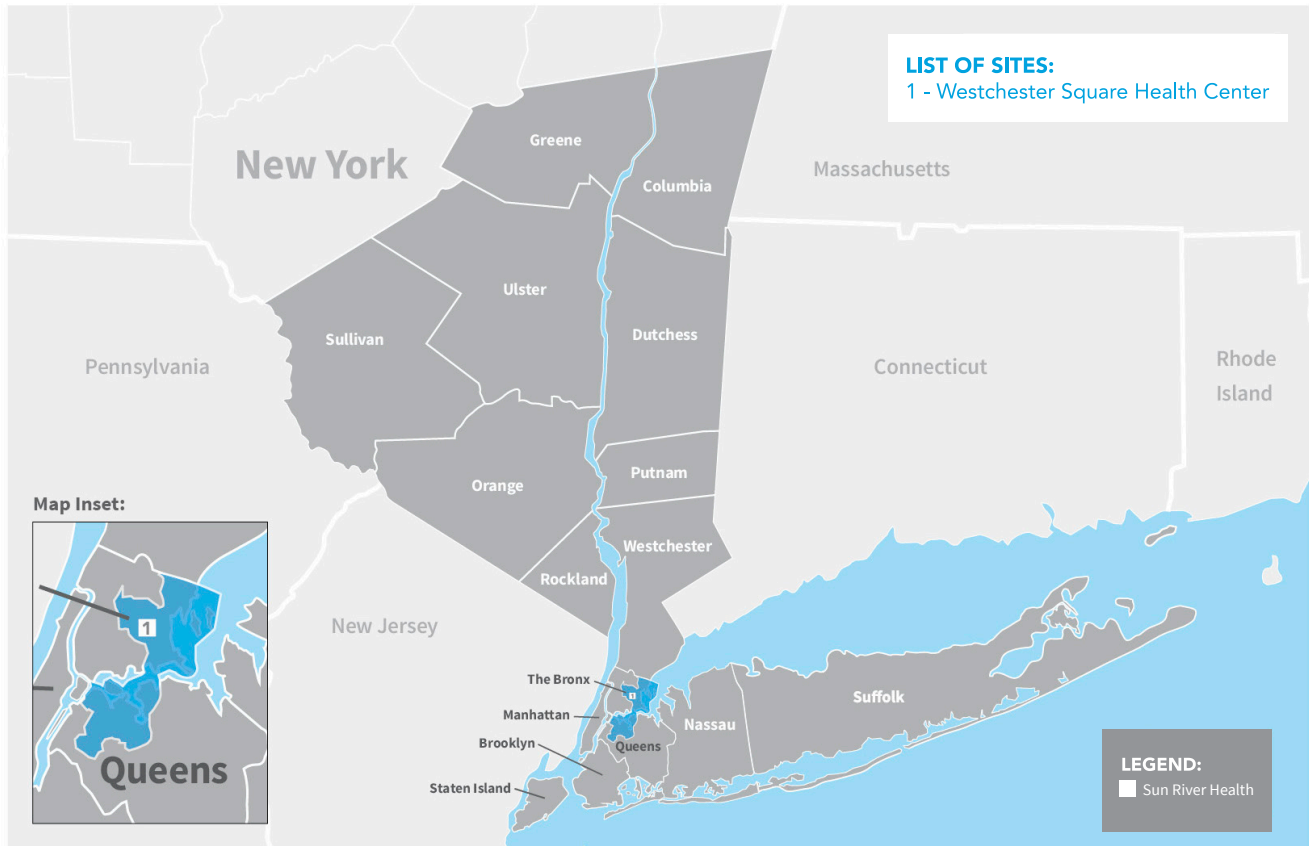 LIST OF SITES:
1 - Westchester Square Health Center
New York
Greene
Columbia
Massachusetts
Ulster
Sullivan
Dutchess
Pennsylvania
Connecticut
Rhode
Island
Putnam
Orange
Map Inset:
Westchester
Rockland
New Jersey
1
Queens
The Bronx
1
Manhattan
Brooklyn
Staten Island
Queens
Nassau
Suffolk
LEGEND:
Sun River Health